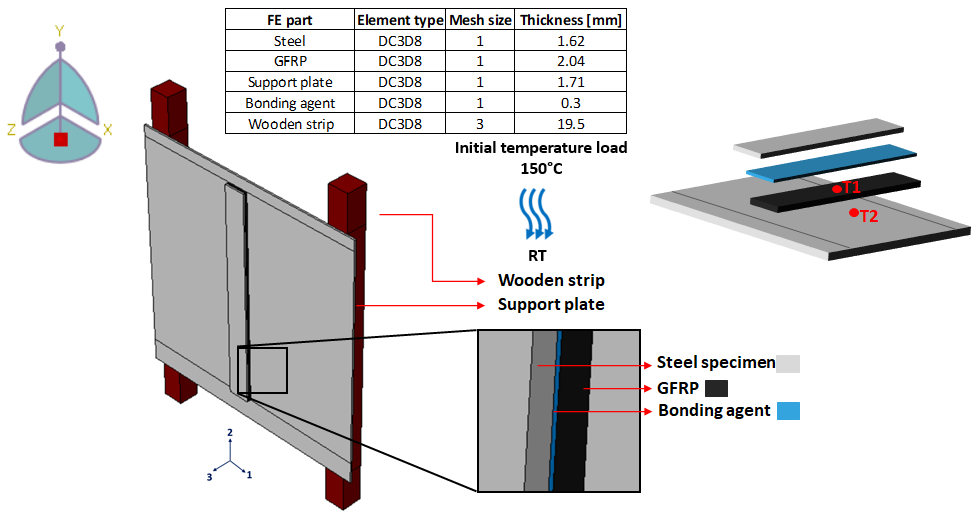 FE part Element type Mesh size Thickness [mm]
Steel DC3D8 1 1.62
GFRP DC3D8 1 2.04
Support plate DC3D8 1 1.71
Bonding agent DC3D8 1 0.3
Wooden strip DC3D8 3 19.5
Y
Z X
Initial temperature load
150°C
RT
T1
T2
Wooden strip
Support plate
Steel specimen
GFRP
Bonding agent
2
3 1